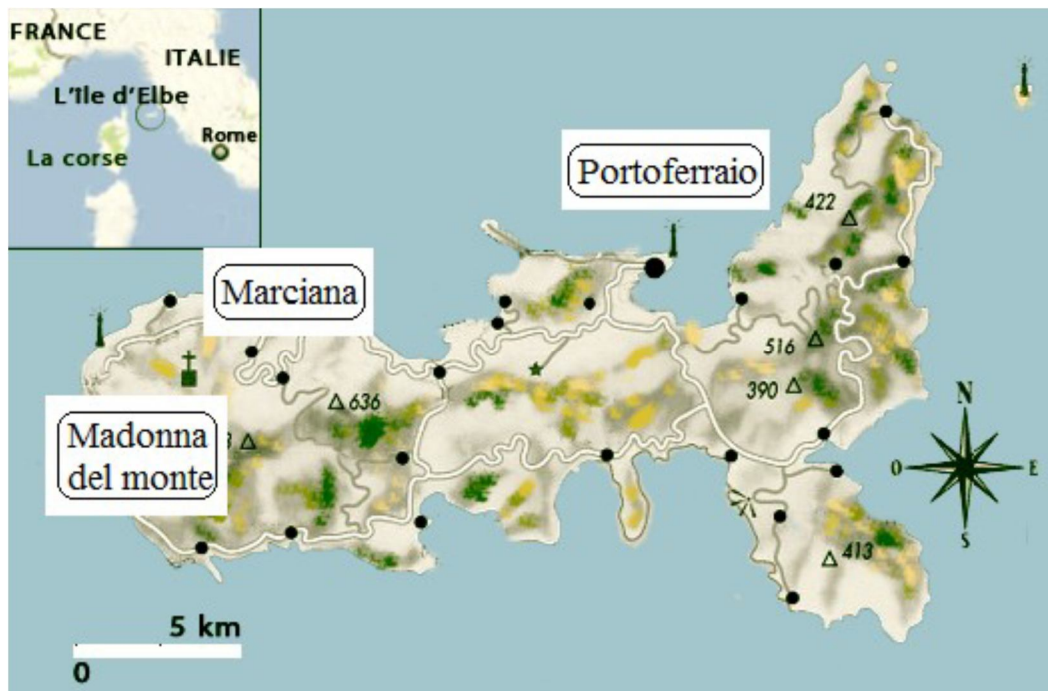 FRANCE
ITALIE
L'île d'Elbe
Rome
La corse
Portoferraio
422
Marciana
516
390
636
Madonna
del monte
N
O
E
S
413
5 km
0